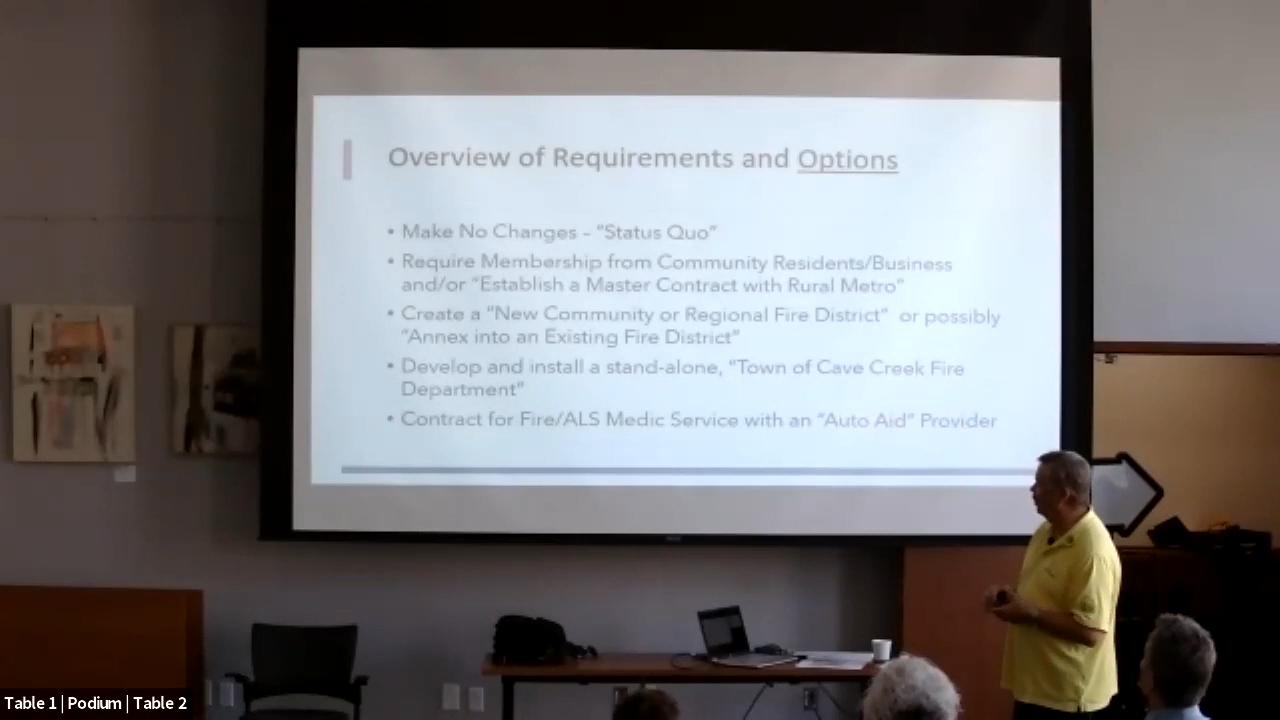 Overview of Requirements and Options
• Make No Changes – “Status Quo”
• Require Membership from Community Residents/Business
and/or “Establish a Master Contract with Rural Metro”
• Create a “New Community or Regional Fire District” or possibly
“Annex into an Existing Fire District”
• Develop and install a stand-alone, “Town of Cave Creek Fire
Department”
• Contract for Fire/ALS Medic Service with an “Auto Aid” Provider
Table 1 | Podium | Table 2